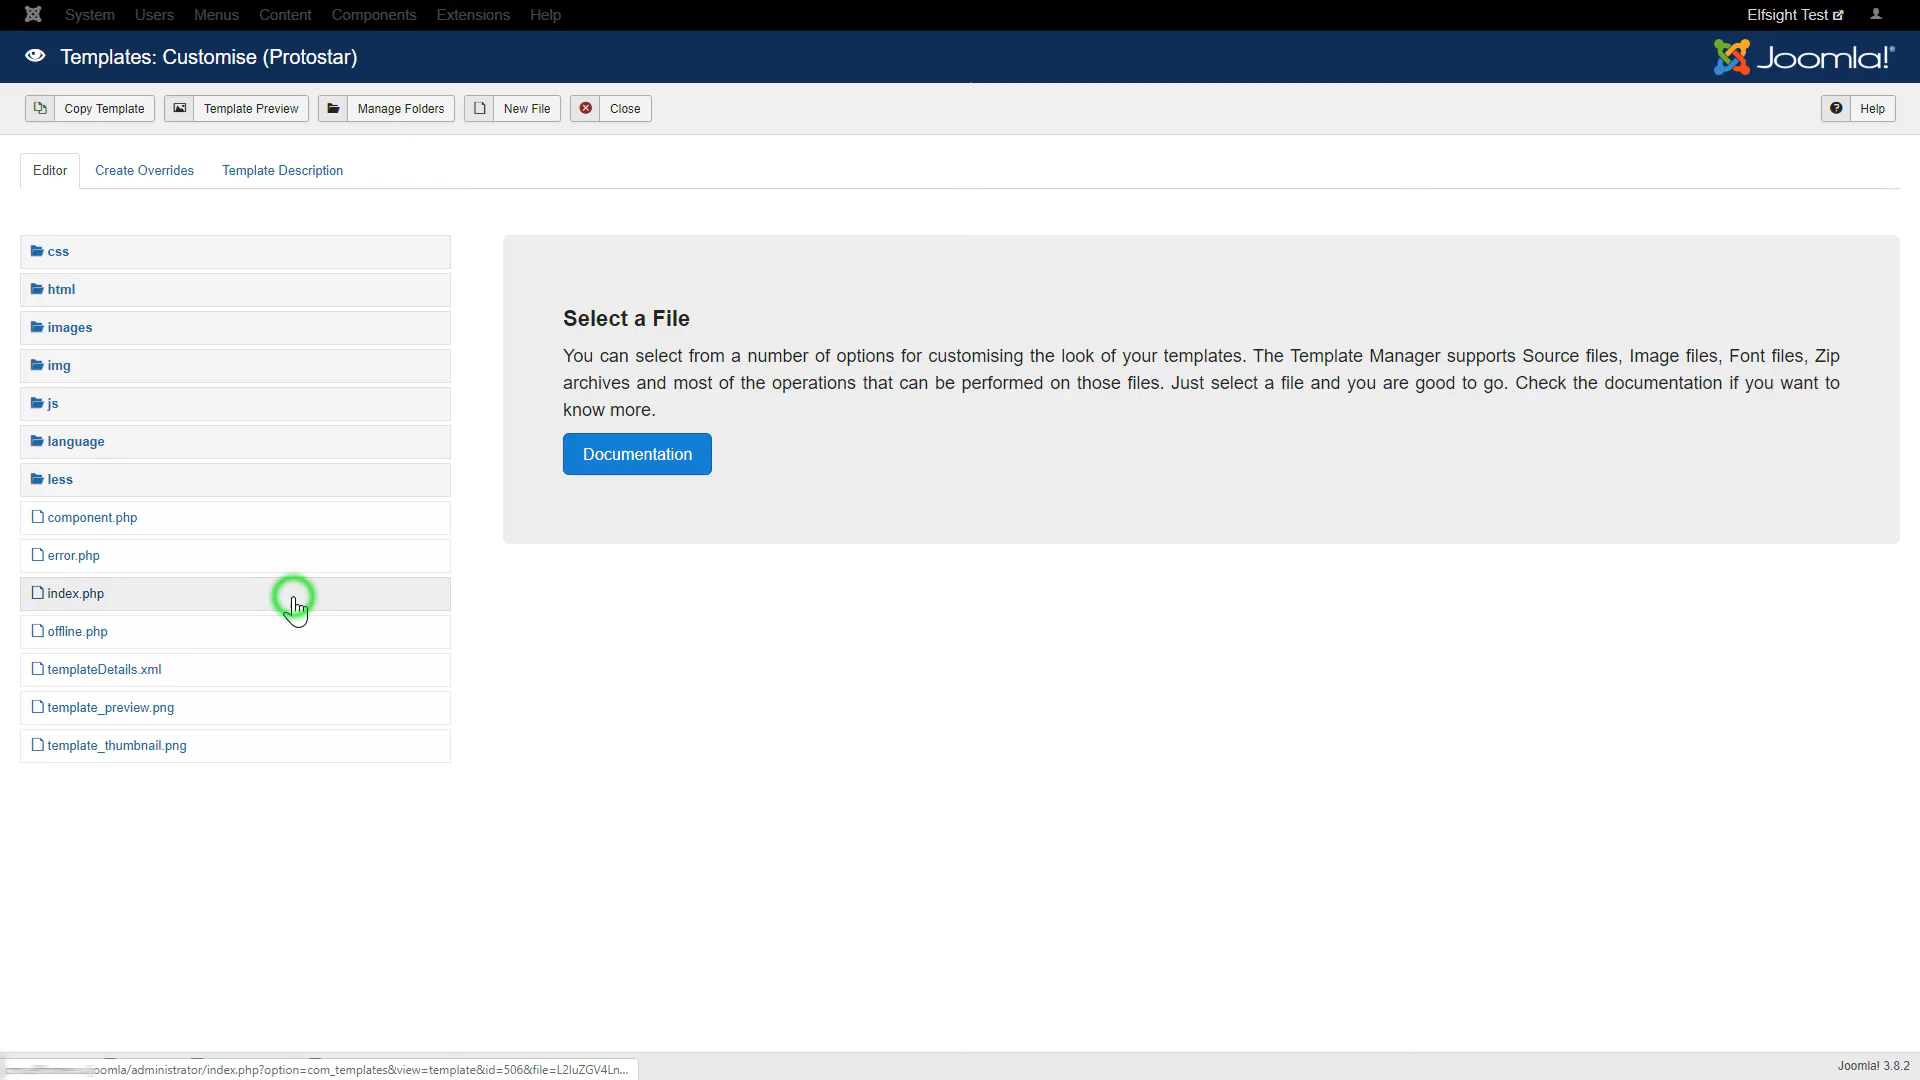 System Users Menus Content Components Extensions Help Elfsight Test
Templates: Customise (Protostar) Joomla!®
Copy Template Template Preview Manage Folders New File Close Help
Editor Create Overrides Template Description
css
html
images
img
js
language
less
component.php
error.php
index.php
offline.php
templateDetails.xml
template_preview.png
template_thumbnail.png
Select a File
You can select from a number of options for customising the look of your templates. The Template Manager supports Source files, Image files, Font files, Zip
archives and most of the operations that can be performed on those files. Just select a file and you are good to go. Check the documentation if you want to
know more.
Documentation
joomla/administrator/index.php?option=com_templates&view=template&id=506&file=L2luZGV4Ln...
Joomla! 3.8.2